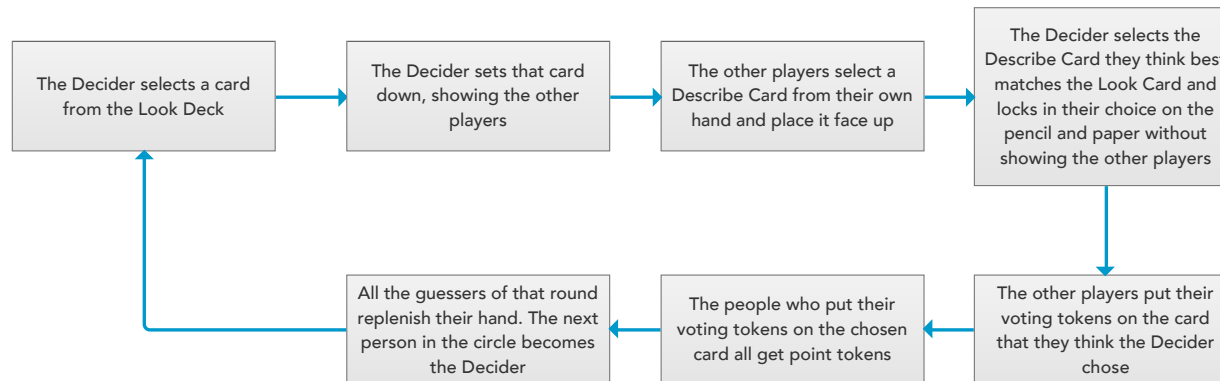 The Decider selects a card
from the Look Deck
The Decider sets that card
down, showing the other
players
The other players select a
Describe Card from their own
hand and place it face up
The Decider selects the
Describe Card they think best
matches the Look Card and
locks in their choice on the
pencil and paper without
showing the other players
The other players put their
voting tokens on the card
that they think the Decider
chose
The people who put their
voting tokens on the chosen
card all get point tokens
All the guessers of that round
replenish their hand. The next
person in the circle becomes
the Decider